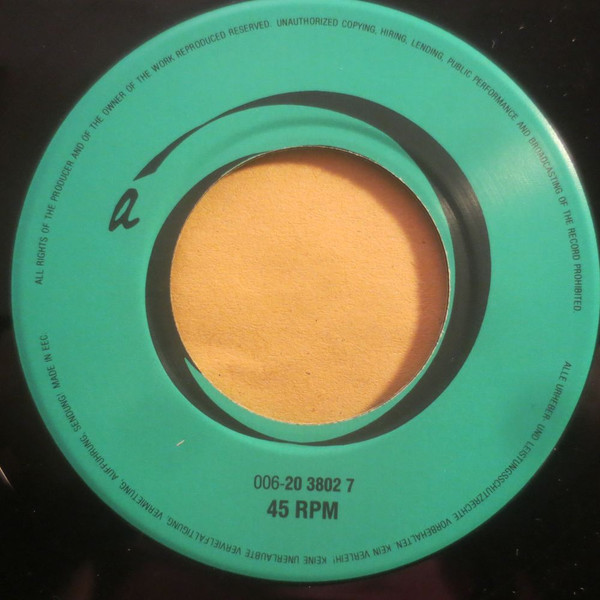 ALL RIGHTS OF THE PRODUCER AND OF THE OWNER OF THE WORK REPRODUCED RESERVED. UNAUTHORIZED COPYING, HIRING, LENDING, PUBLIC PERFORMANCE AND BROADCASTING OF THE RECORD PROHIBITED.
a
006-20 3802 7
45 RPM
ALLE URHEBER- UND LEISTUNGSSCHUTZRECHTE VORBEHALTEN. KEIN VERLEIH! KEINE UNERLAUBTE VERVIELFÄLTIGUNG, VERMIETUNG, AUFFÜHRUNG, SENDUNG! MADE IN EEC.